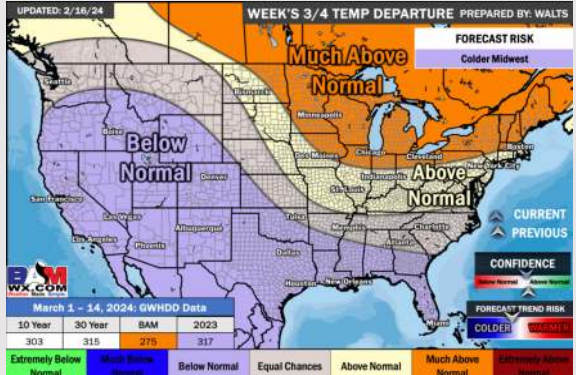 UPDATED: 2/16/24
WEEK'S 3/4 TEMP DEPARTURE PREPARED BY: WALTS
FORECAST RISK
Colder Midwest
Much Above
Normal
Seattle
Bismarck
Minneapolis
Boise
Below
Normal
Boston
Chicago
Cleveland
New York City
Des Moines
Above
Normal
Indianapolis
Denver
St. Louis
San Francisco
Las Vegas
Tulsa
Memphis
Charlotte
CURRENT
PREVIOUS
Los Angeles
Albuquerque
Atlanta
Phoenix
Dallas
Houston
New Orleans
Miami
CONFIDENCE
Below Normal
Above Normal
BAM
WX.COM
Weather Made Simple
March 1 – 14, 2024: GWHDD Data
10 Year 30 Year BAM 2023
303 315 275 317
FORECAST TREND RISK
COLDER
WARMER
Extremely Below Normal
Much Below Normal
Below Normal
Equal Chances
Above Normal
Much Above Normal
Extremely Above Normal